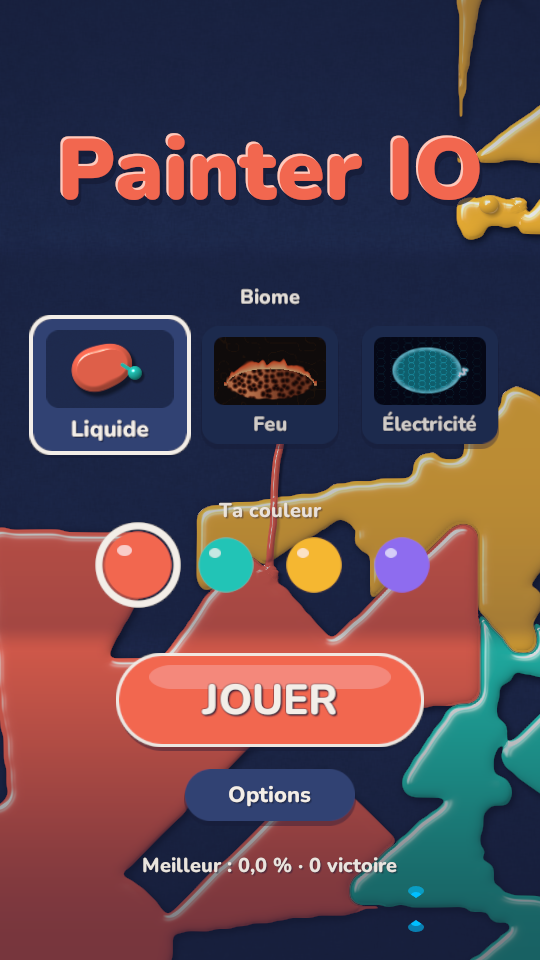 Painter IO
Biome
Liquide
Feu
Électricité
Ta couleur
JOUER
Options
Meilleur : 0,0 % · 0 victoire